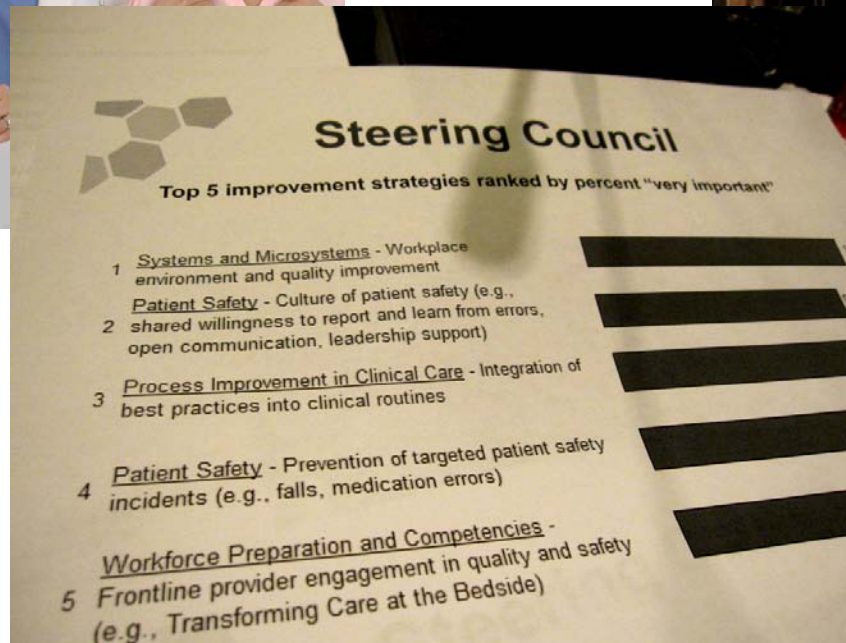 Steering Council
Top 5 improvement strategies ranked by percent "very important"
1 Systems and Microsystems - Workplace
environment and quality improvement
Patient Safety - Culture of patient safety (e.g.,
2 shared willingness to report and learn from errors,
open communication, leadership support)
3 Process Improvement in Clinical Care - Integration of
best practices into clinical routines
Patient Safety - Prevention of targeted patient safety
4 incidents (e.g., falls, medication errors)
Workforce Preparation and Competencies -
5 Frontline provider engagement in quality and safety
(e.g., Transforming Care at the Bedside)